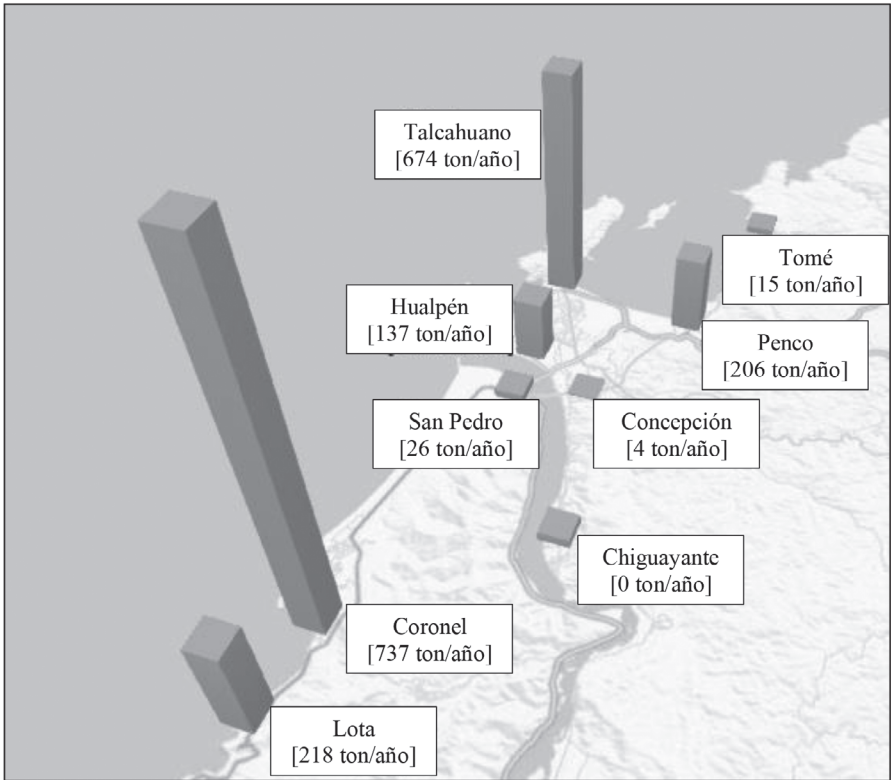 Talcahuano
[674 ton/año]
Tomé
[15 ton/año]
Hualpén
[137 ton/año]
Penco
[206 ton/año]
San Pedro
[26 ton/año]
Concepción
[4 ton/año]
Chiguayante
[0 ton/año]
Coronel
[737 ton/año]
Lota
[218 ton/año]